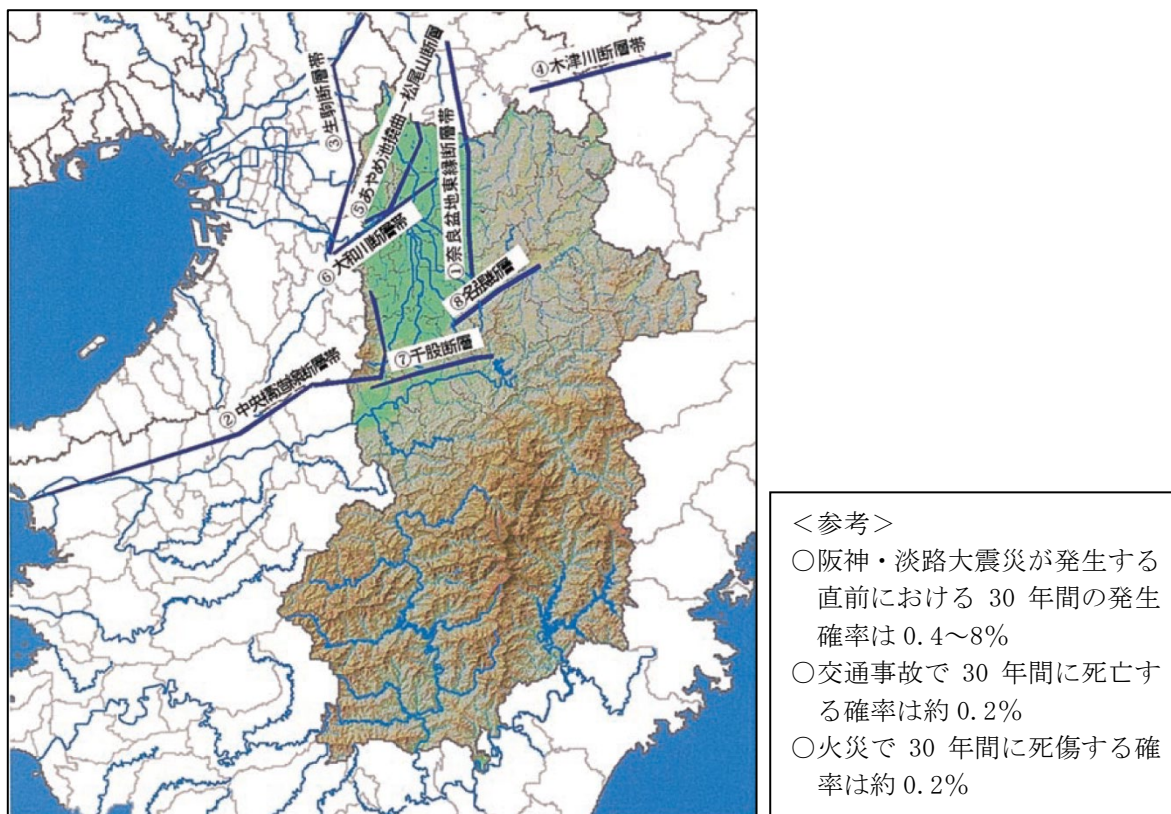 ③生駒断層帯
⑤あやめ池撓曲－松尾山断層
①奈良盆地東縁断層帯
④木津川断層帯
⑥大和川断層帯
⑧名張断層
⑦千股断層
②中央構造線断層帯
＜参考＞
○阪神・淡路大震災が発生する
直前における 30 年間の発生
確率は 0.4～8%
○交通事故で 30 年間に死亡す
る確率は約 0.2%
○火災で 30 年間に死傷する確
率は約 0.2%